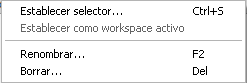 Establecer selector... Ctrl+S
Establecer como workspace activo
Renombrar... F2
Borrar... Del